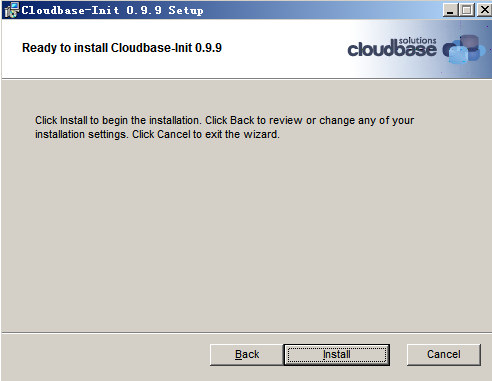 Cloudbase-Init 0.9.9 Setup
Ready to install Cloudbase-Init 0.9.9
solutions
cloudbase
Click Install to begin the installation. Click Back to review or change any of your
installation settings. Click Cancel to exit the wizard.
Back
Install
Cancel